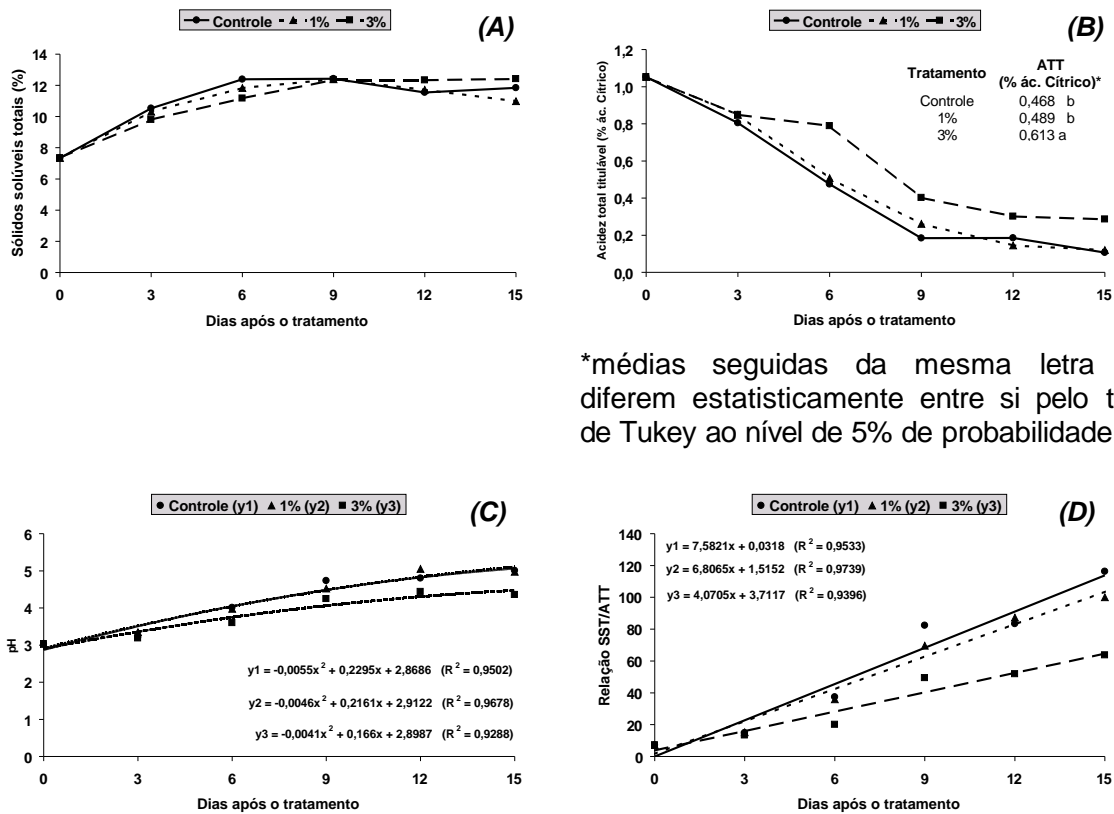 Controle 1% 3%
(A)
Sólidos solúveis totais (%)
14
12
10
8
6
4
2
0
0 3 6 9 12 15
Dias após o tratamento
Controle 1% 3%
(B)
Acidez total titulável (% ác. Cítrico)
1,2
1,0
0,8
0,6
0,4
0,2
0,0
Tratamento ATT
(% ác. Cítrico)*
Controle 0,468 b
1% 0,489 b
3% 0,613 a
0 3 6 9 12 15
Dias após o tratamento
*médias seguidas da mesma letra
diferem estatisticamente entre si pelo t
de Tukey ao nível de 5% de probabilidade
Controle (y1) 1% (y2) 3% (y3)
(C)
pH
6
5
4
3
2
1
0
y1 = -0,0055x² + 0,2295x + 2,8686 (R² = 0,9502)
y2 = -0,0046x² + 0,2161x + 2,9122 (R² = 0,9678)
y3 = -0,0041x² + 0,166x + 2,8987 (R² = 0,9288)
0 3 6 9 12 15
Dias após o tratamento
Controle (y1) 1% (y2) 3% (y3)
(D)
Relação SST/ATT
140
120
100
80
60
40
20
0
y1 = 7,5821x + 0,0318 (R² = 0,9533)
y2 = 6,8065x + 1,5152 (R² = 0,9739)
y3 = 4,0705x + 3,7117 (R² = 0,9396)
0 3 6 9 12 15
Dias após o tratamento